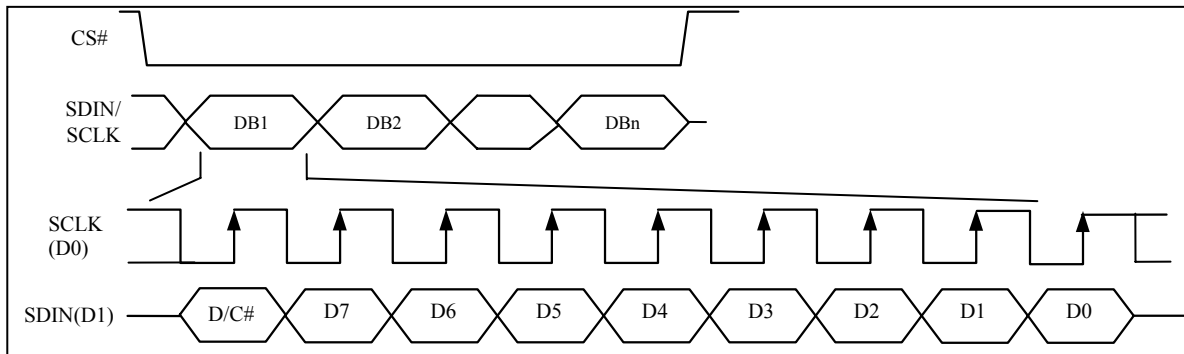 CS#
SDIN/
SCLK
DB1 DB2 DBn
SCLK
(D0)
SDIN(D1) D/C# D7 D6 D5 D4 D3 D2 D1 D0